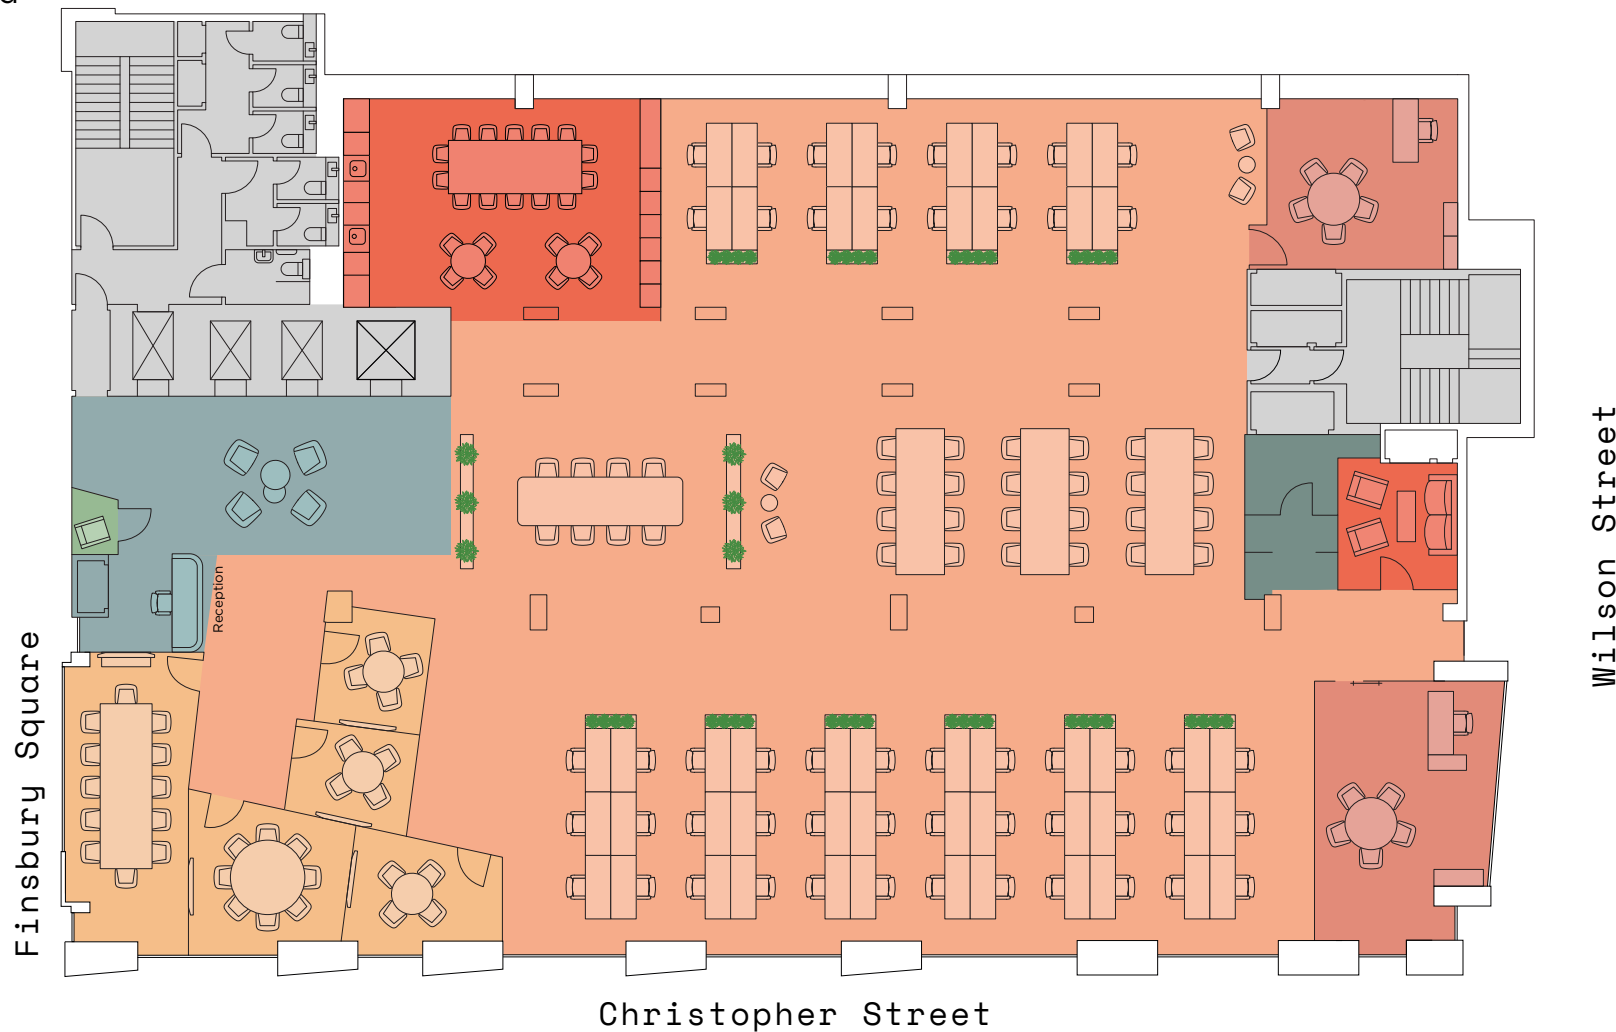 Reception
Finsbury Square
Wilson Street
Christopher Street